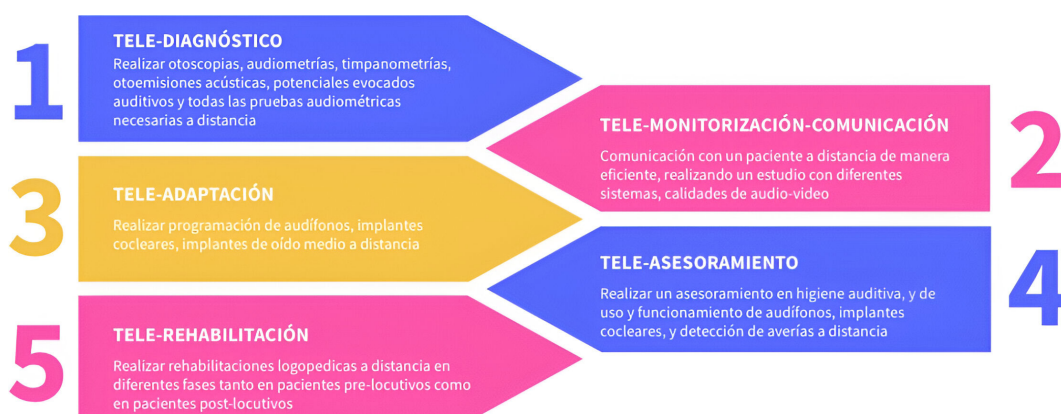 1
TELE-DIAGNÓSTICO
Realizar otoscopias, audiometrías, timpanometrías,
otoemisiones acústicas, potenciales evocados
auditivos y todas las pruebas audiométricas
necesarias a distancia
2
TELE-MONITORIZACIÓN-COMUNICACIÓN
Comunicación con un paciente a distancia de manera
eficiente, realizando un estudio con diferentes
sistemas, calidades de audio-video
3
TELE-ADAPTACIÓN
Realizar programación de audífonos, implantes
cocleares, implantes de oído medio a distancia
4
TELE-ASESORAMIENTO
Realizar un asesoramiento en higiene auditiva, y de
uso y funcionamiento de audífonos, implantes
cocleares, y detección de averías a distancia
5
TELE-REHABILITACIÓN
Realizar rehabilitaciones logopedicas a distancia en
diferentes fases tanto en pacientes pre-locutivos como
en pacientes post-locutivos